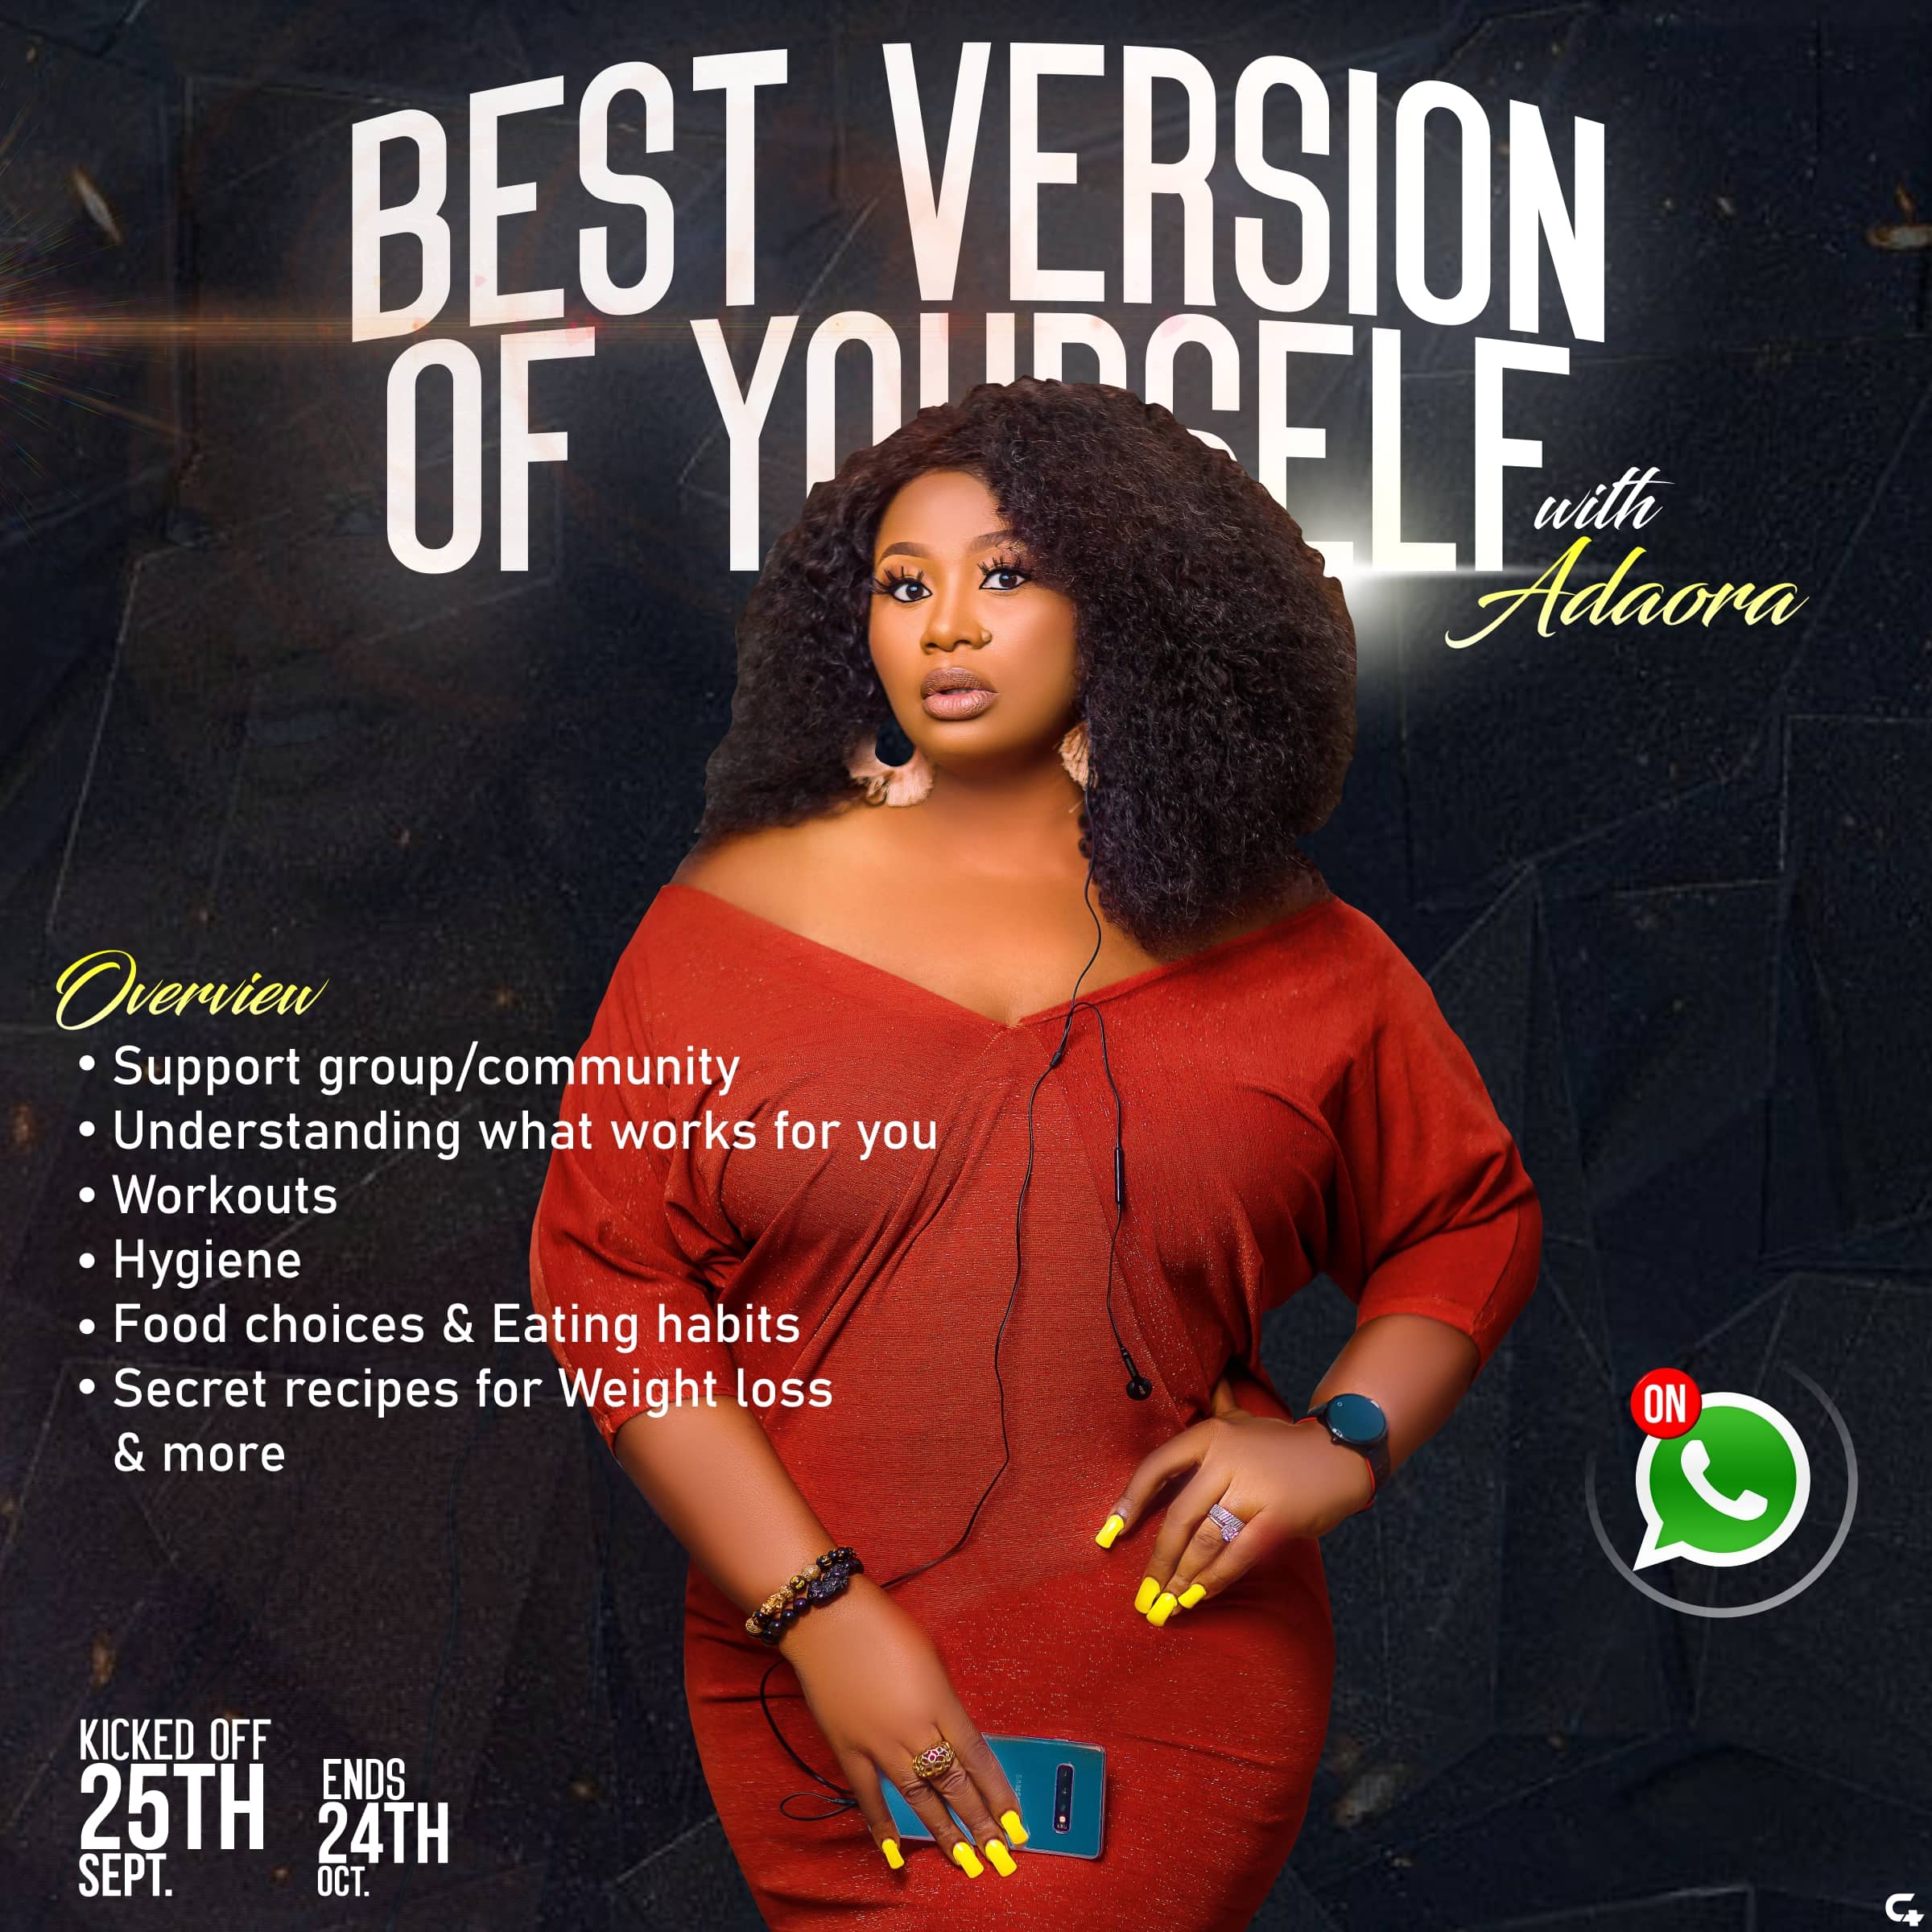 BEST VERSION
OF YOURSELF
with
Adaora
Overview
• Support group/community
• Understanding what works for you
• Workouts
• Hygiene
• Food choices & Eating habits
• Secret recipes for Weight loss
& more
ON
KICKED OFF
25TH
SEPT.
ENDS
24TH
OCT.
SAMSUNG